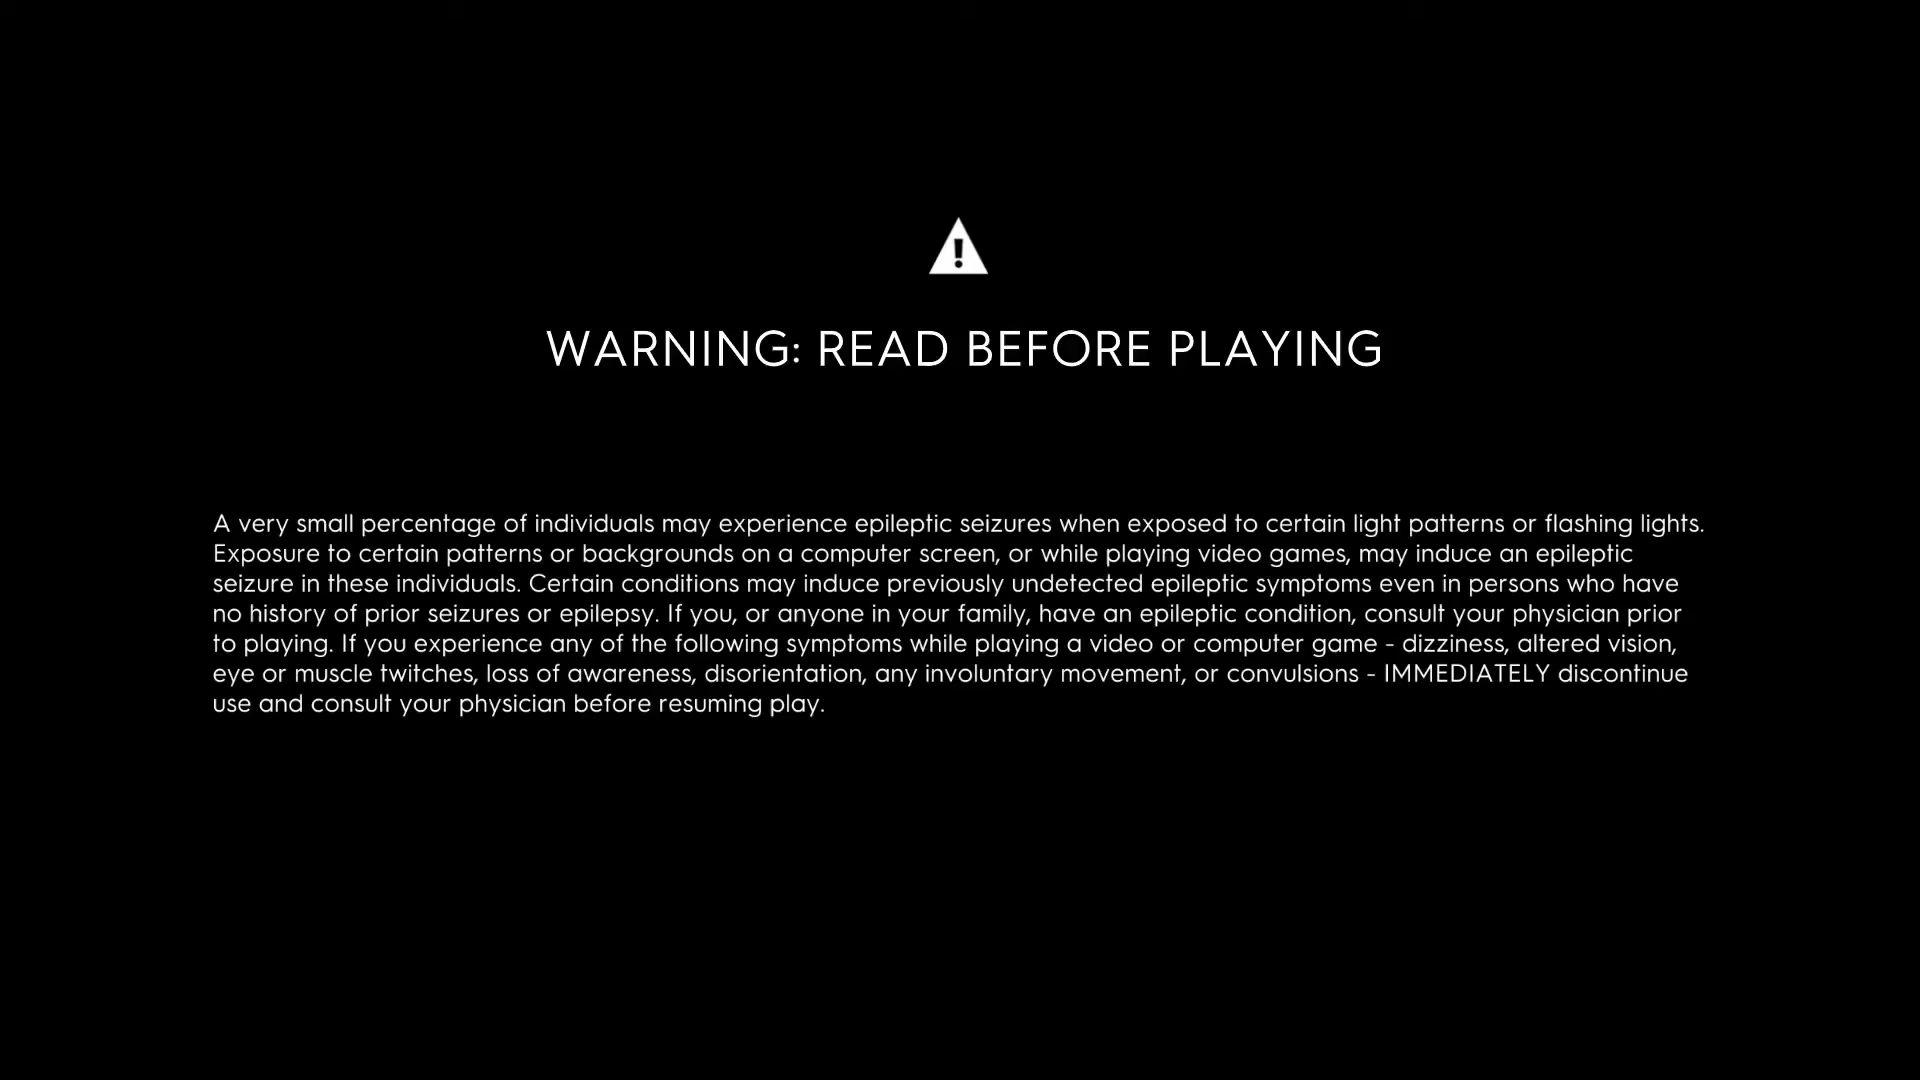 WARNING: READ BEFORE PLAYING
A very small percentage of individuals may experience epileptic seizures when exposed to certain light patterns or flashing lights.
Exposure to certain patterns or backgrounds on a computer screen, or while playing video games, may induce an epileptic
seizure in these individuals. Certain conditions may induce previously undetected epileptic symptoms even in persons who have
no history of prior seizures or epilepsy. If you, or anyone in your family, have an epileptic condition, consult your physician prior
to playing. If you experience any of the following symptoms while playing a video or computer game - dizziness, altered vision,
eye or muscle twitches, loss of awareness, disorientation, any involuntary movement, or convulsions - IMMEDIATELY discontinue
use and consult your physician before resuming play.